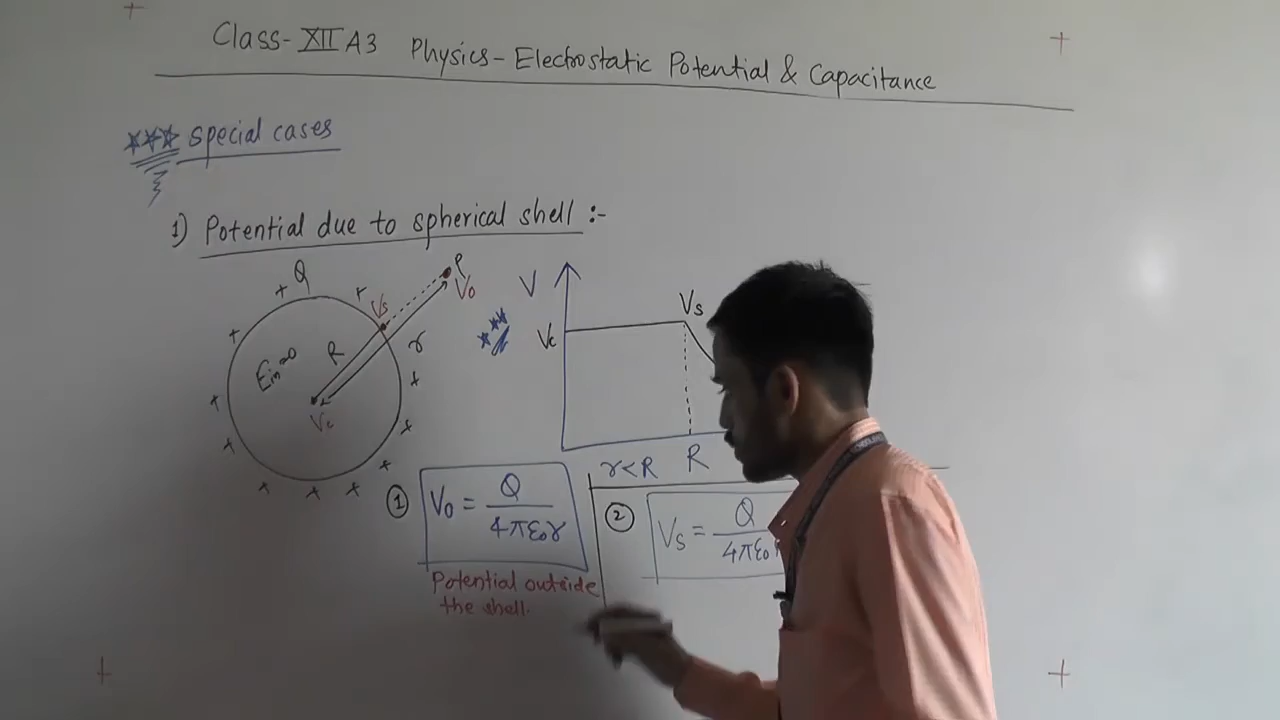 Class-XII A3 Physics-Electrostatic Potential & Capacitance
*** special cases
1) Potential due to spherical shell :-
Q
P
Vs
V0
R
r
Ein=0
Vc
V
***
Vs
Vc
r<R R
① V0 = Q/4πε0r
Potential outside
the shell.
② Vs = Q/4πε0